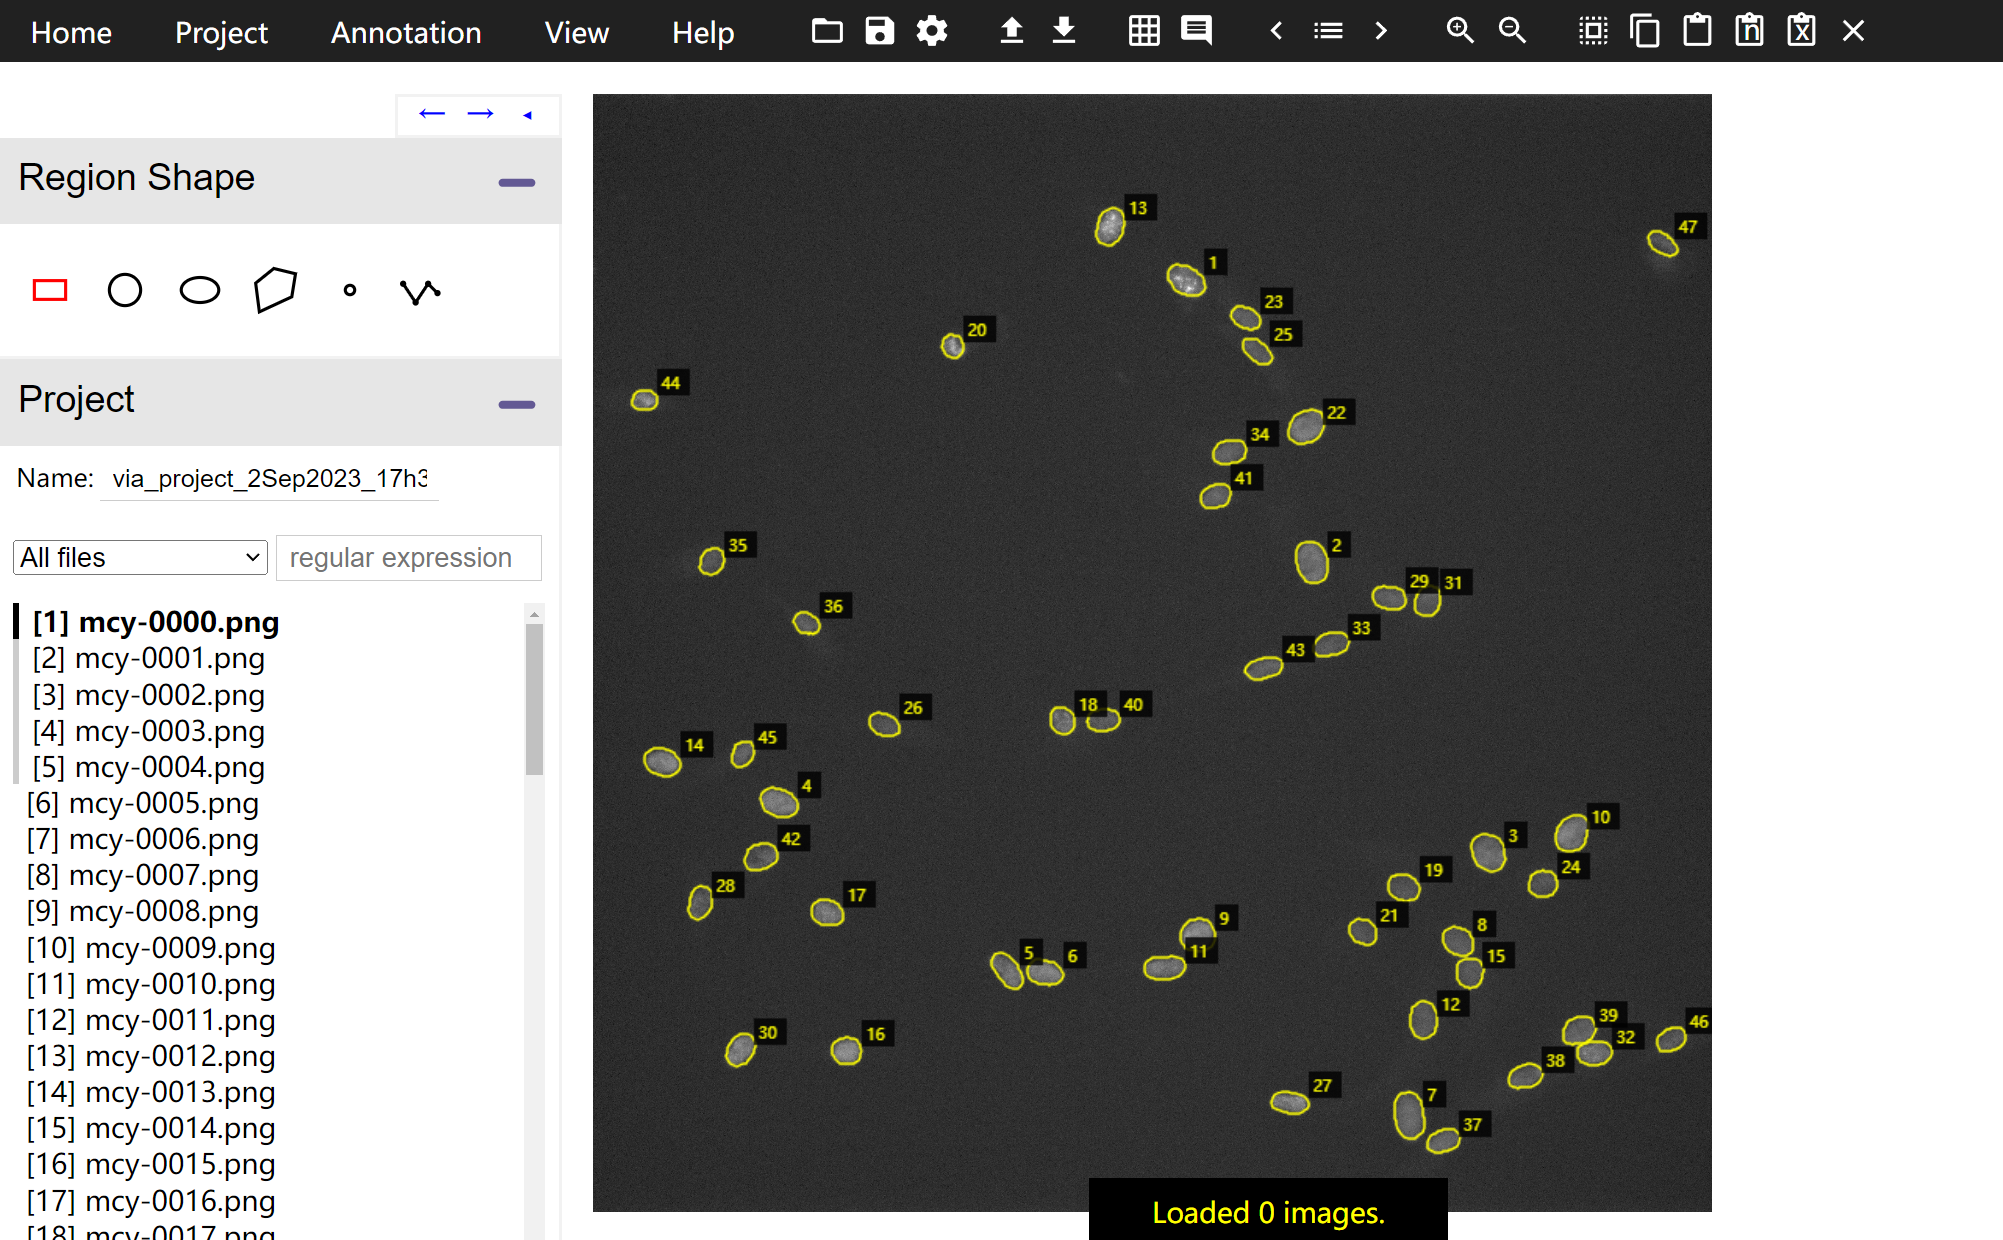 Home Project Annotation View Help
← → ◂
Region Shape
Project
Name: via_project_2Sep2023_17h3
All files regular expression
[1] mcy-0000.png
[2] mcy-0001.png
[3] mcy-0002.png
[4] mcy-0003.png
[5] mcy-0004.png
[6] mcy-0005.png
[7] mcy-0006.png
[8] mcy-0007.png
[9] mcy-0008.png
[10] mcy-0009.png
[11] mcy-0010.png
[12] mcy-0011.png
[13] mcy-0012.png
[14] mcy-0013.png
[15] mcy-0014.png
[16] mcy-0015.png
[17] mcy-0016.png
[18] mcy-0017.png
13
47
1
23
20
25
44
22
34
41
35
2
29 31
36
33
43
18 40
26
45
14
4
10
3
42
24
19
28
17
21
9
8
11
5
6
15
12
39
46
30
16
32
38
27
7
37
Loaded 0 images.